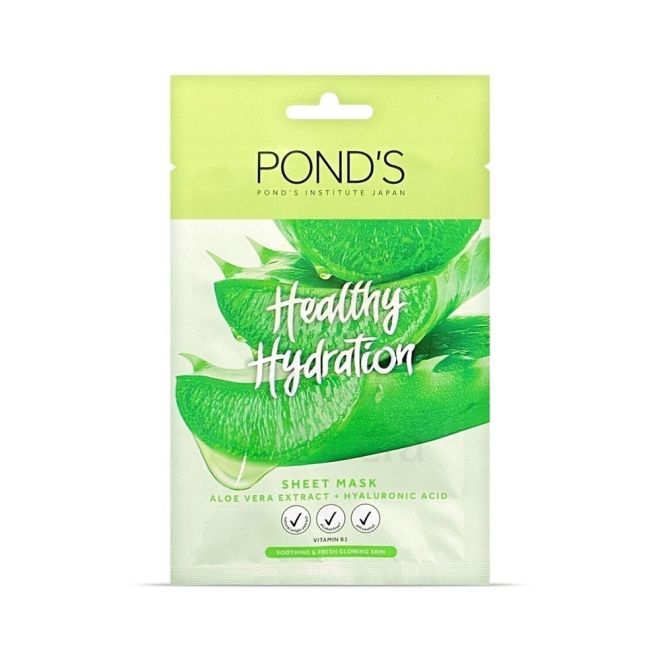 POND'S
POND'S INSTITUTE JAPAN
Healthy
Hydration
SHEET MASK
ALOE VERA EXTRACT + HYALURONIC ACID
VITAMIN B3
SOOTHING & FRESH GLOWING SKIN